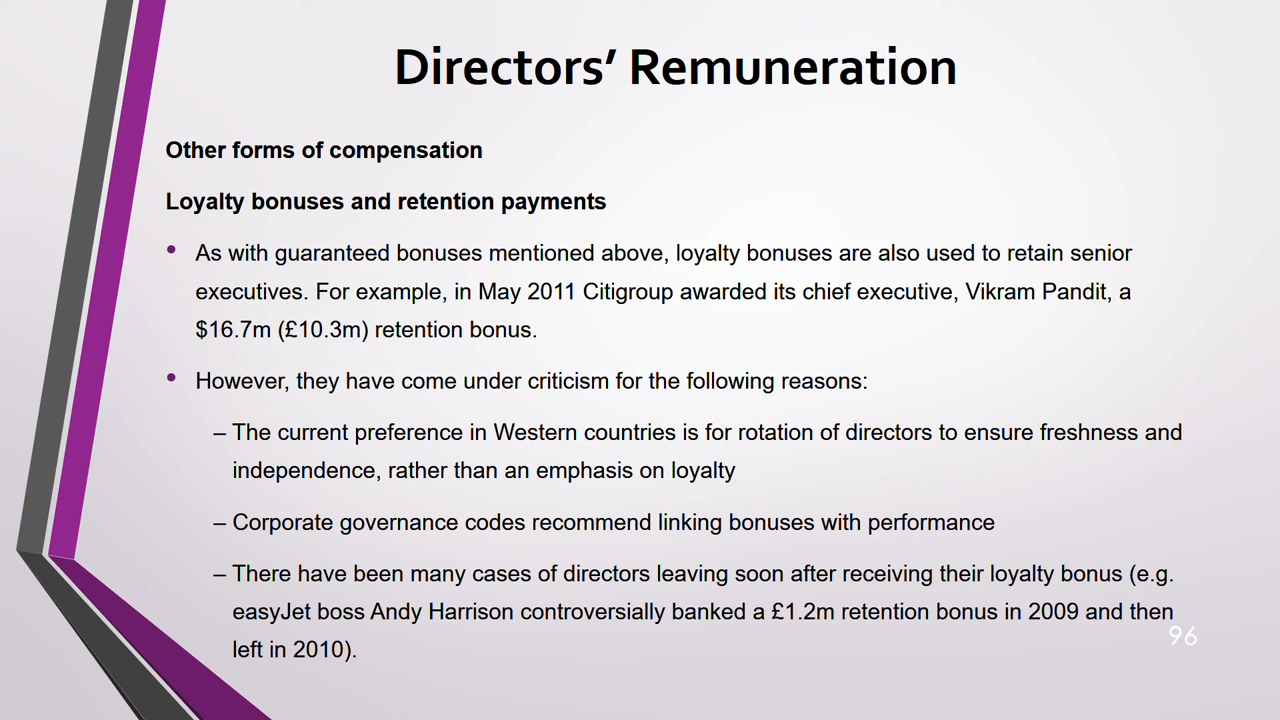 Directors’ Remuneration
Other forms of compensation
Loyalty bonuses and retention payments
• As with guaranteed bonuses mentioned above, loyalty bonuses are also used to retain senior
executives. For example, in May 2011 Citigroup awarded its chief executive, Vikram Pandit, a
$16.7m (£10.3m) retention bonus.
• However, they have come under criticism for the following reasons:
– The current preference in Western countries is for rotation of directors to ensure freshness and
independence, rather than an emphasis on loyalty
– Corporate governance codes recommend linking bonuses with performance
– There have been many cases of directors leaving soon after receiving their loyalty bonus (e.g.
easyJet boss Andy Harrison controversially banked a £1.2m retention bonus in 2009 and then
left in 2010).
96